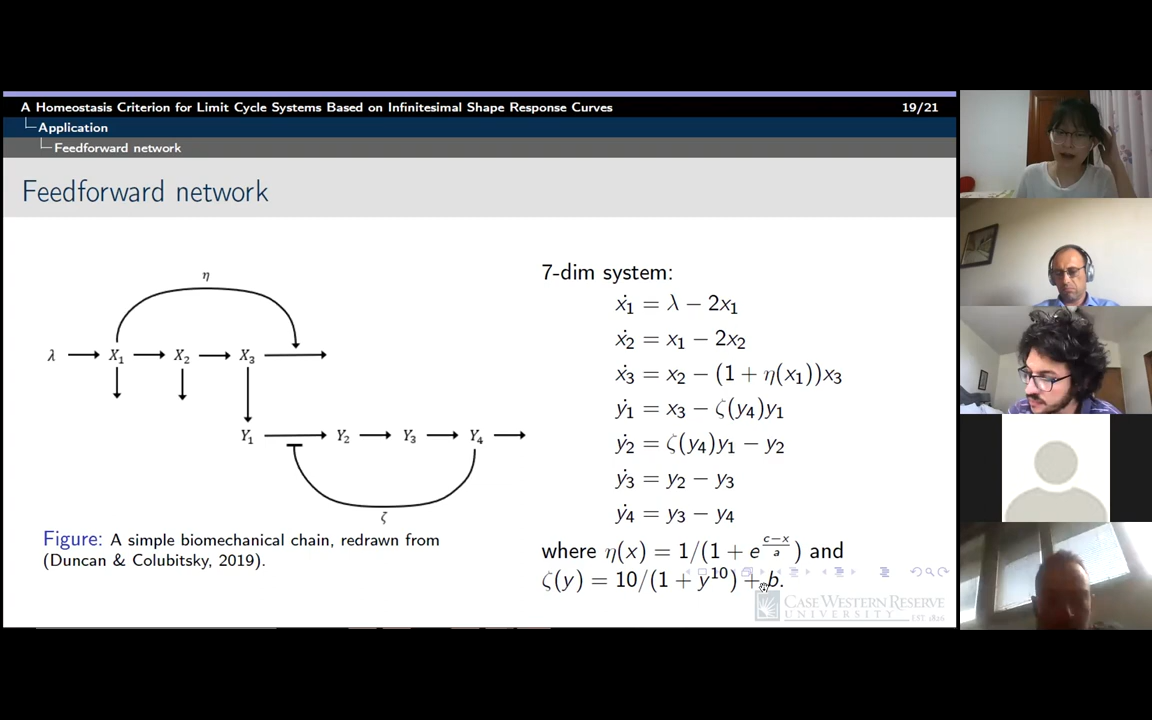 A Homeostasis Criterion for Limit Cycle Systems Based on Infinitesimal Shape Response Curves 19/21
Application
Feedforward network
Feedforward network
η
λ X₁ X₂ X₃
Y₁ Y₂ Y₃ Y₄
ζ
Figure: A simple biomechanical chain, redrawn from
(Duncan & Colubitsky, 2019).
7-dim system:
ẋ₁ = λ − 2x₁
ẋ₂ = x₁ − 2x₂
ẋ₃ = x₂ − (1 + η(x₁))x₃
ẏ₁ = x₃ − ζ(y₄)y₁
ẏ₂ = ζ(y₄)y₁ − y₂
ẏ₃ = y₂ − y₃
ẏ₄ = y₃ − y₄
where η(x) = 1/(1 + e^((c−x)/a)) and
ζ(y) = 10/(1 + y¹⁰) + b.
CASE WESTERN RESERVE
UNIVERSITY EST. 1826